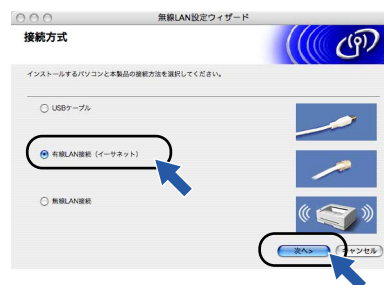 無線LAN設定ウィザード
接続方式
インストールするパソコンと本製品の接続方法を選択してください。
USBケーブル
有線LAN接続（イーサネット）
無線LAN接続
次へ>
キャンセル